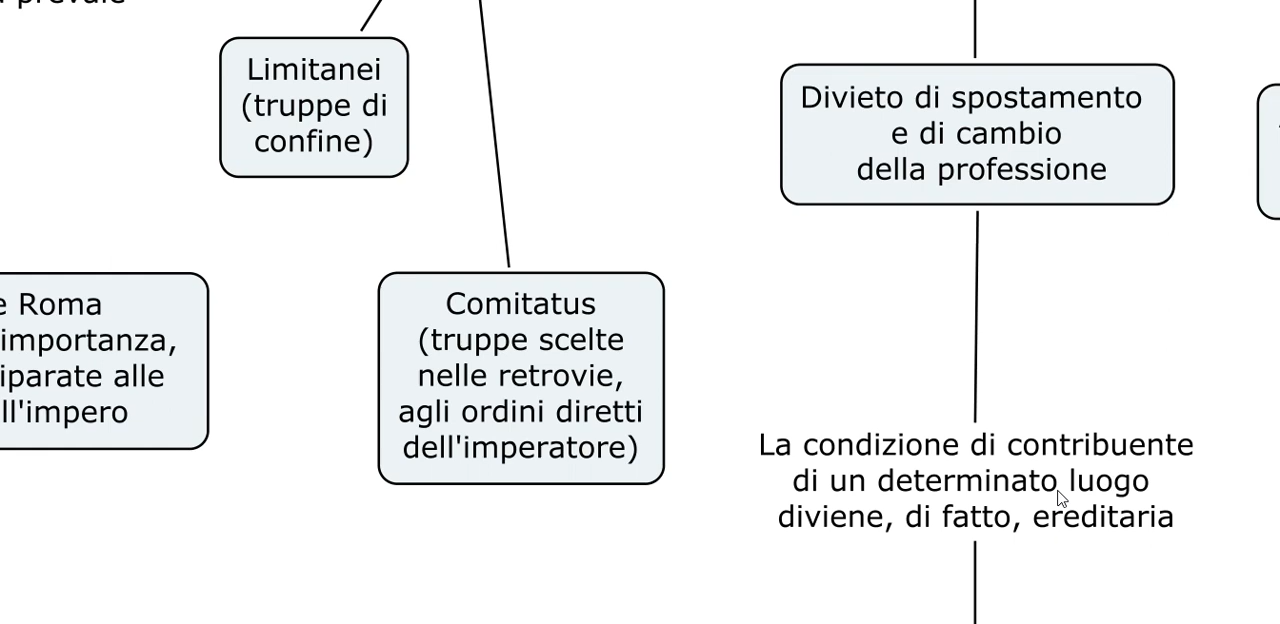 prevale
Limitanei
(truppe di
confine)
Divieto di spostamento
e di cambio
della professione
e Roma
importanza,
iparate alle
ll'impero
Comitatus
(truppe scelte
nelle retrovie,
agli ordini diretti
dell'imperatore)
La condizione di contribuente
di un determinato luogo
diviene, di fatto, ereditaria